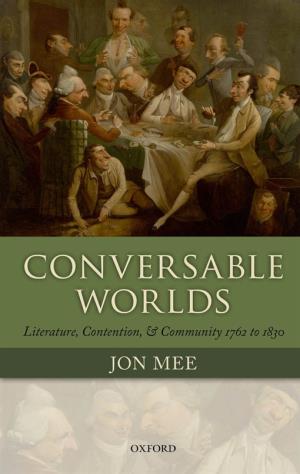 CONVERSABLE
WORLDS
Literature, Contention, & Community 1762 to 1830
JON MEE
OXFORD